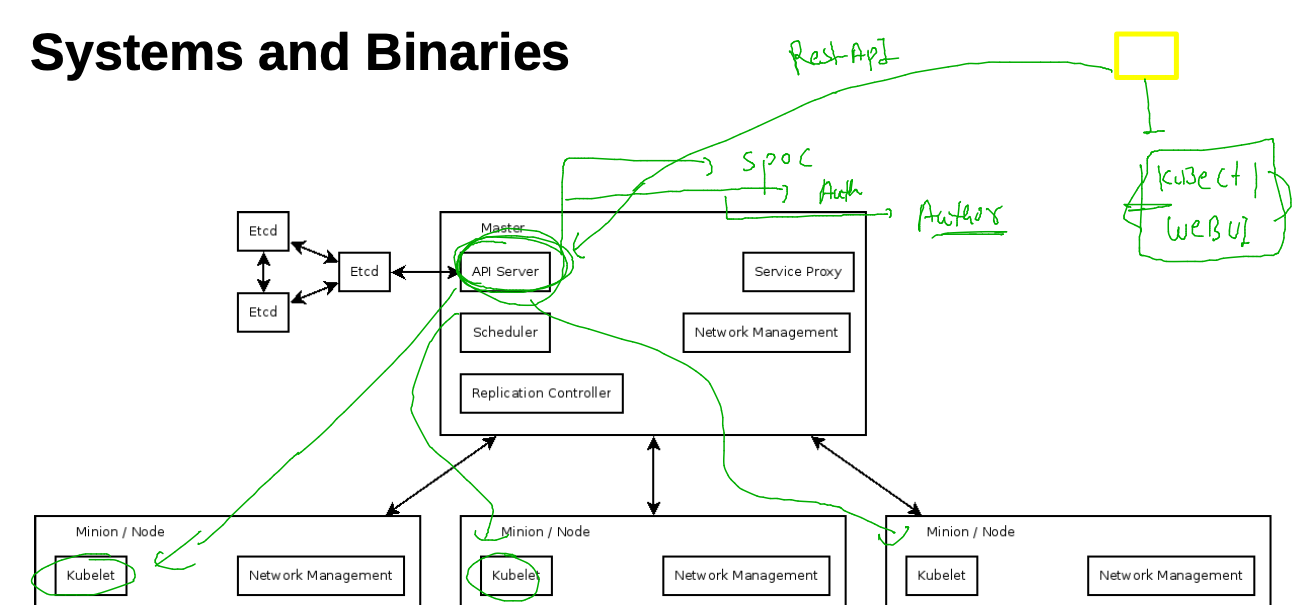 Systems and Binaries
RestApI
SPOC
Auth
Author
KuBectl
WeBUI
Etcd
Etcd
Etcd
Master
API Server
Service Proxy
Scheduler
Network Management
Replication Controller
Minion / Node
Minion / Node
Minion / Node
Kubelet
Network Management
Kubelet
Network Management
Kubelet
Network Management